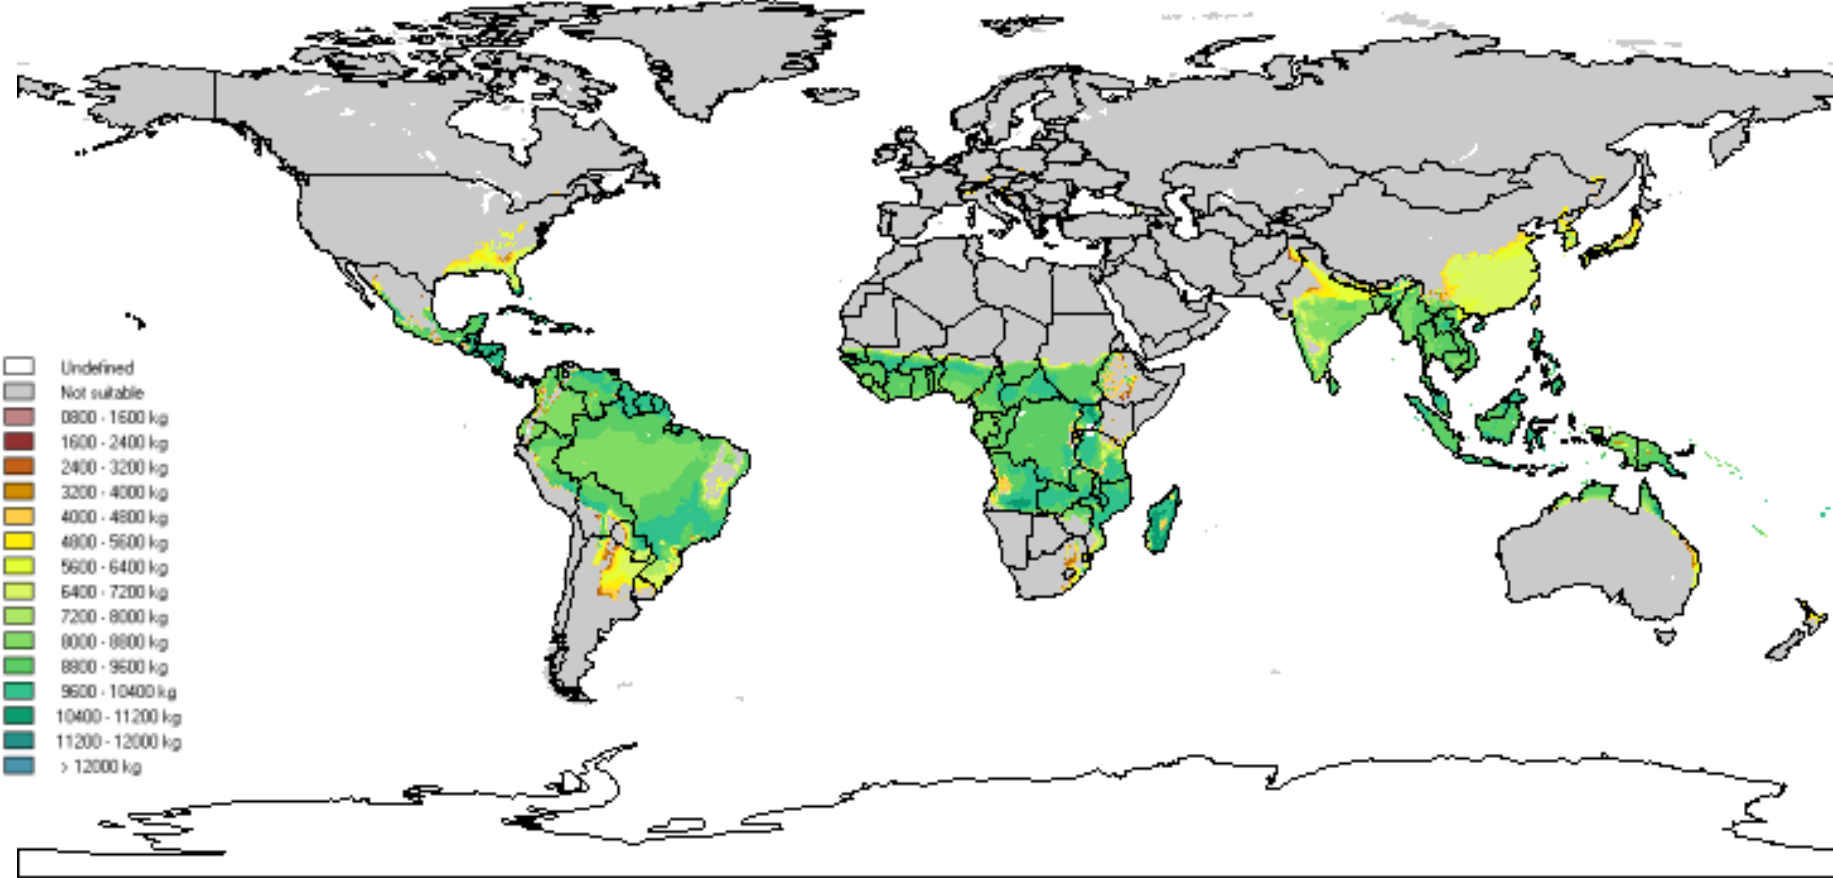 Undefined
Not suitable
0800 - 1600 kg
1600 - 2400 kg
2400 - 3200 kg
3200 - 4000 kg
4000 - 4800 kg
4800 - 5600 kg
5600 - 6400 kg
6400 - 7200 kg
7200 - 8000 kg
8000 - 8800 kg
8800 - 9600 kg
9600 - 10400 kg
10400 - 11200 kg
11200 - 12000 kg
> 12000 kg